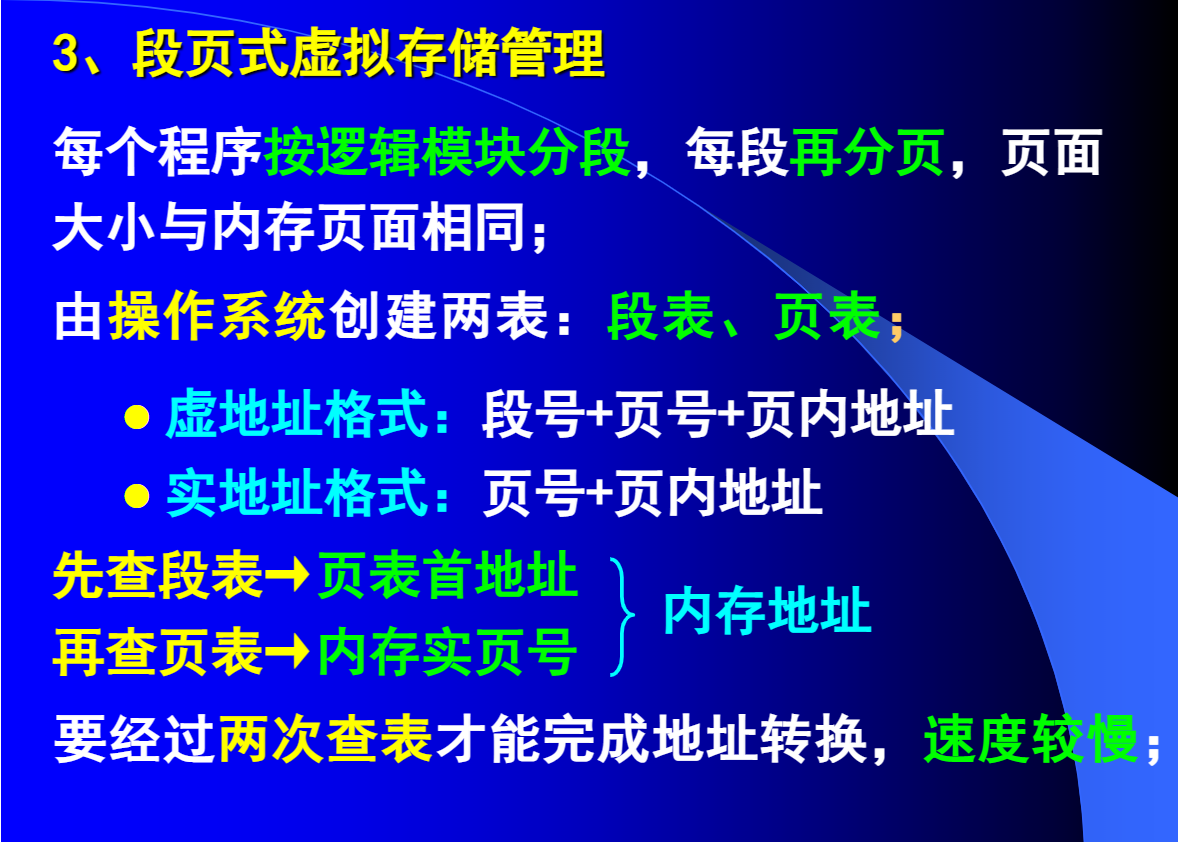 3、段页式虚拟存储管理
每个程序按逻辑模块分段，每段再分页，页面
大小与内存页面相同；
由操作系统创建两表：段表、页表；
虚地址格式：段号+页号+页内地址
实地址格式：页号+页内地址
先查段表→页表首地址
再查页表→内存实页号
内存地址
要经过两次查表才能完成地址转换，速度较慢；